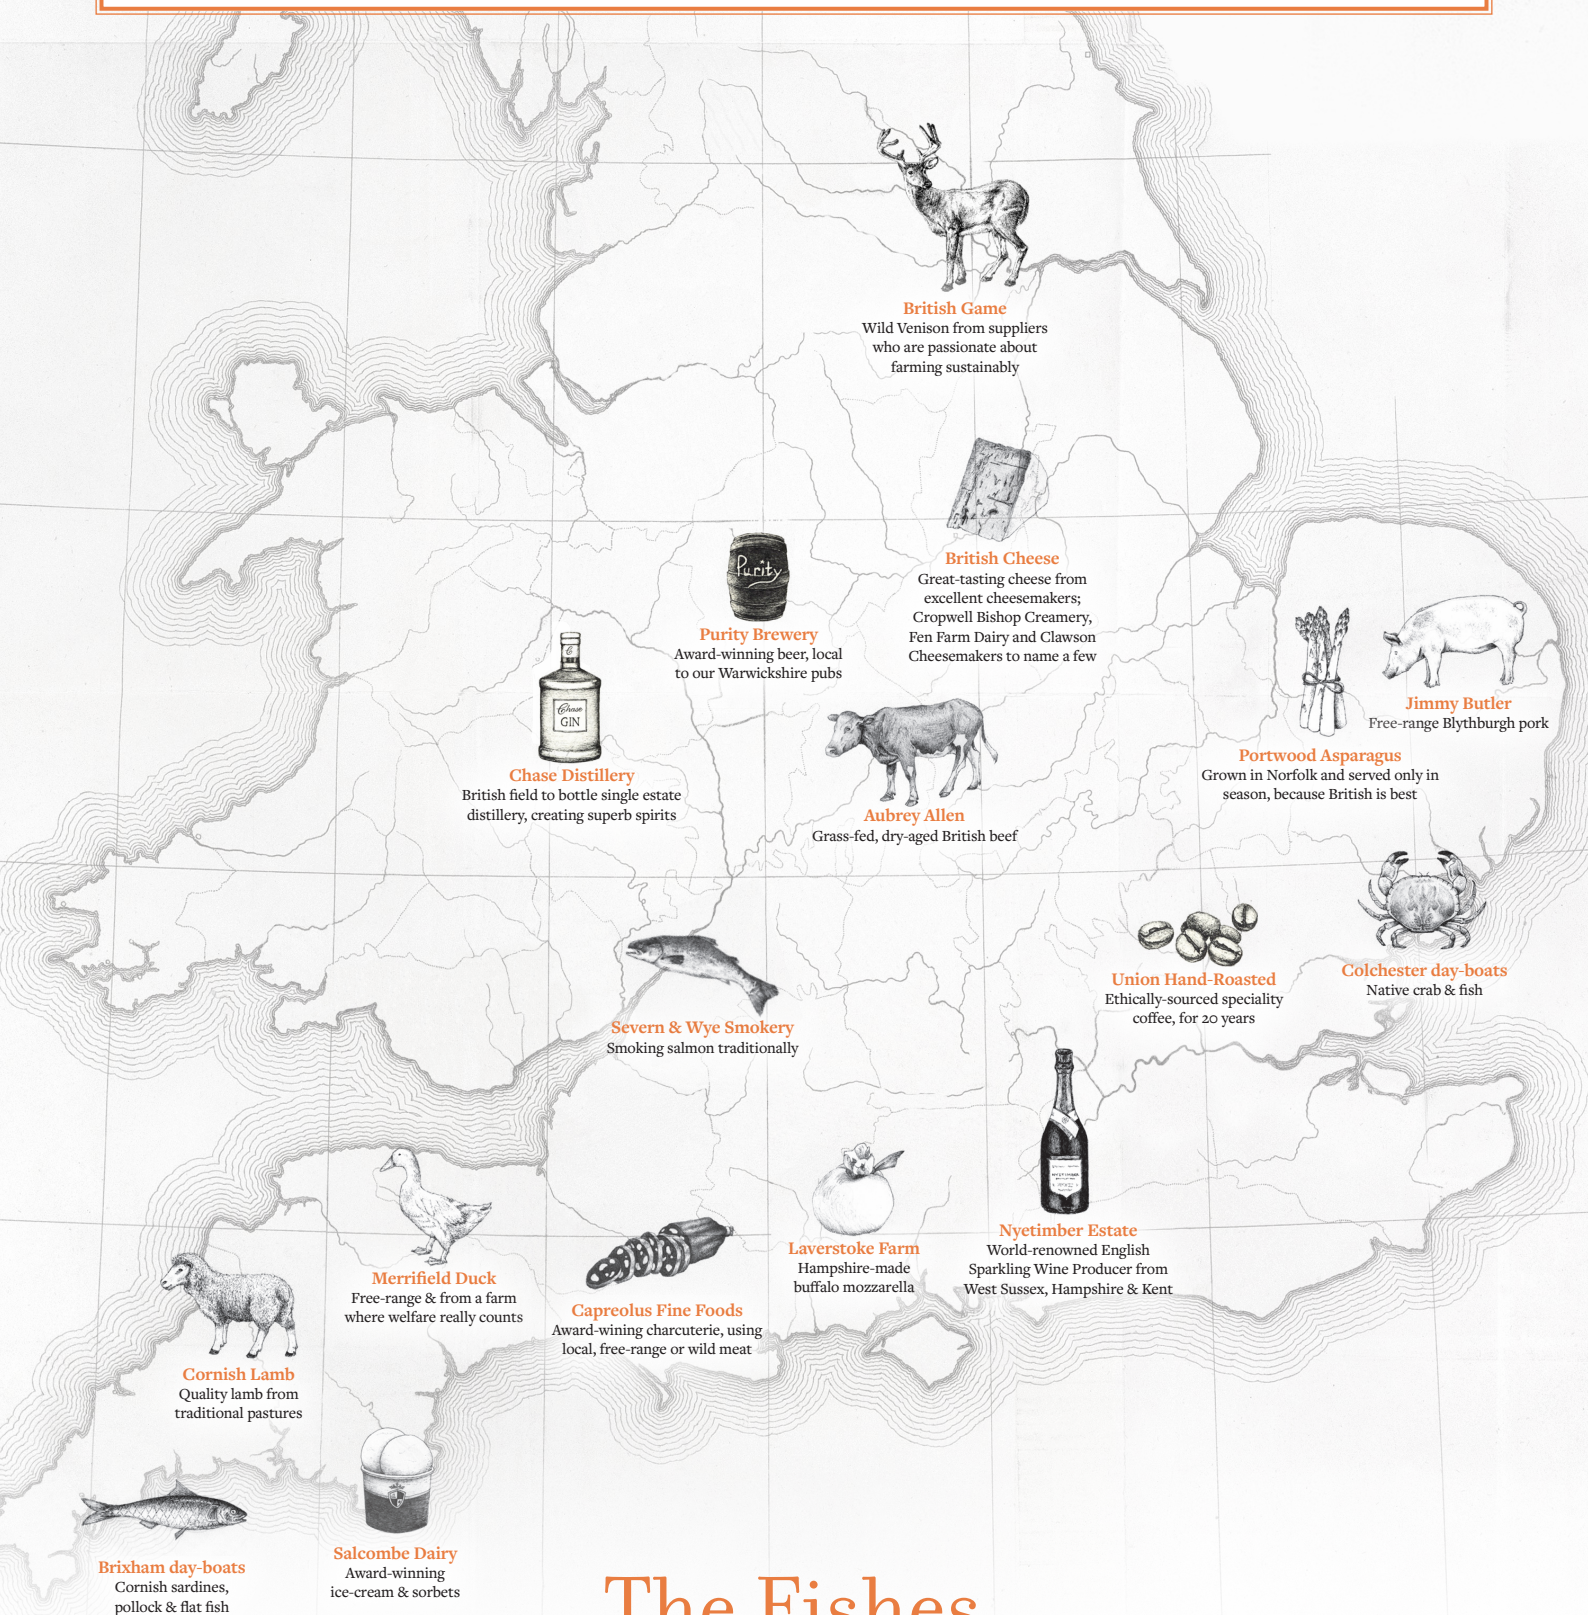 British Game
Wild Venison from suppliers
who are passionate about
farming sustainably
British Cheese
Great-tasting cheese from
excellent cheesemakers;
Cropwell Bishop Creamery,
Fen Farm Dairy and Clawson
Cheesemakers to name a few
Purity
Purity Brewery
Award-winning beer, local
to our Warwickshire pubs
Chase
GIN
Chase Distillery
British field to bottle single estate
distillery, creating superb spirits
Jimmy Butler
Free-range Blythburgh pork
Portwood Asparagus
Grown in Norfolk and served only in
season, because British is best
Aubrey Allen
Grass-fed, dry-aged British beef
Union Hand-Roasted
Ethically-sourced speciality
coffee, for 20 years
Colchester day-boats
Native crab & fish
Severn & Wye Smokery
Smoking salmon traditionally
Nyetimber Estate
World-renowned English
Sparkling Wine Producer from
West Sussex, Hampshire & Kent
Laverstoke Farm
Hampshire-made
buffalo mozzarella
Merrifield Duck
Free-range & from a farm
where welfare really counts
Capreolus Fine Foods
Award-wining charcuterie, using
local, free-range or wild meat
Cornish Lamb
Quality lamb from
traditional pastures
Salcombe Dairy
Award-winning
ice-cream & sorbets
Brixham day-boats
Cornish sardines,
pollock & flat fish
The Fishes